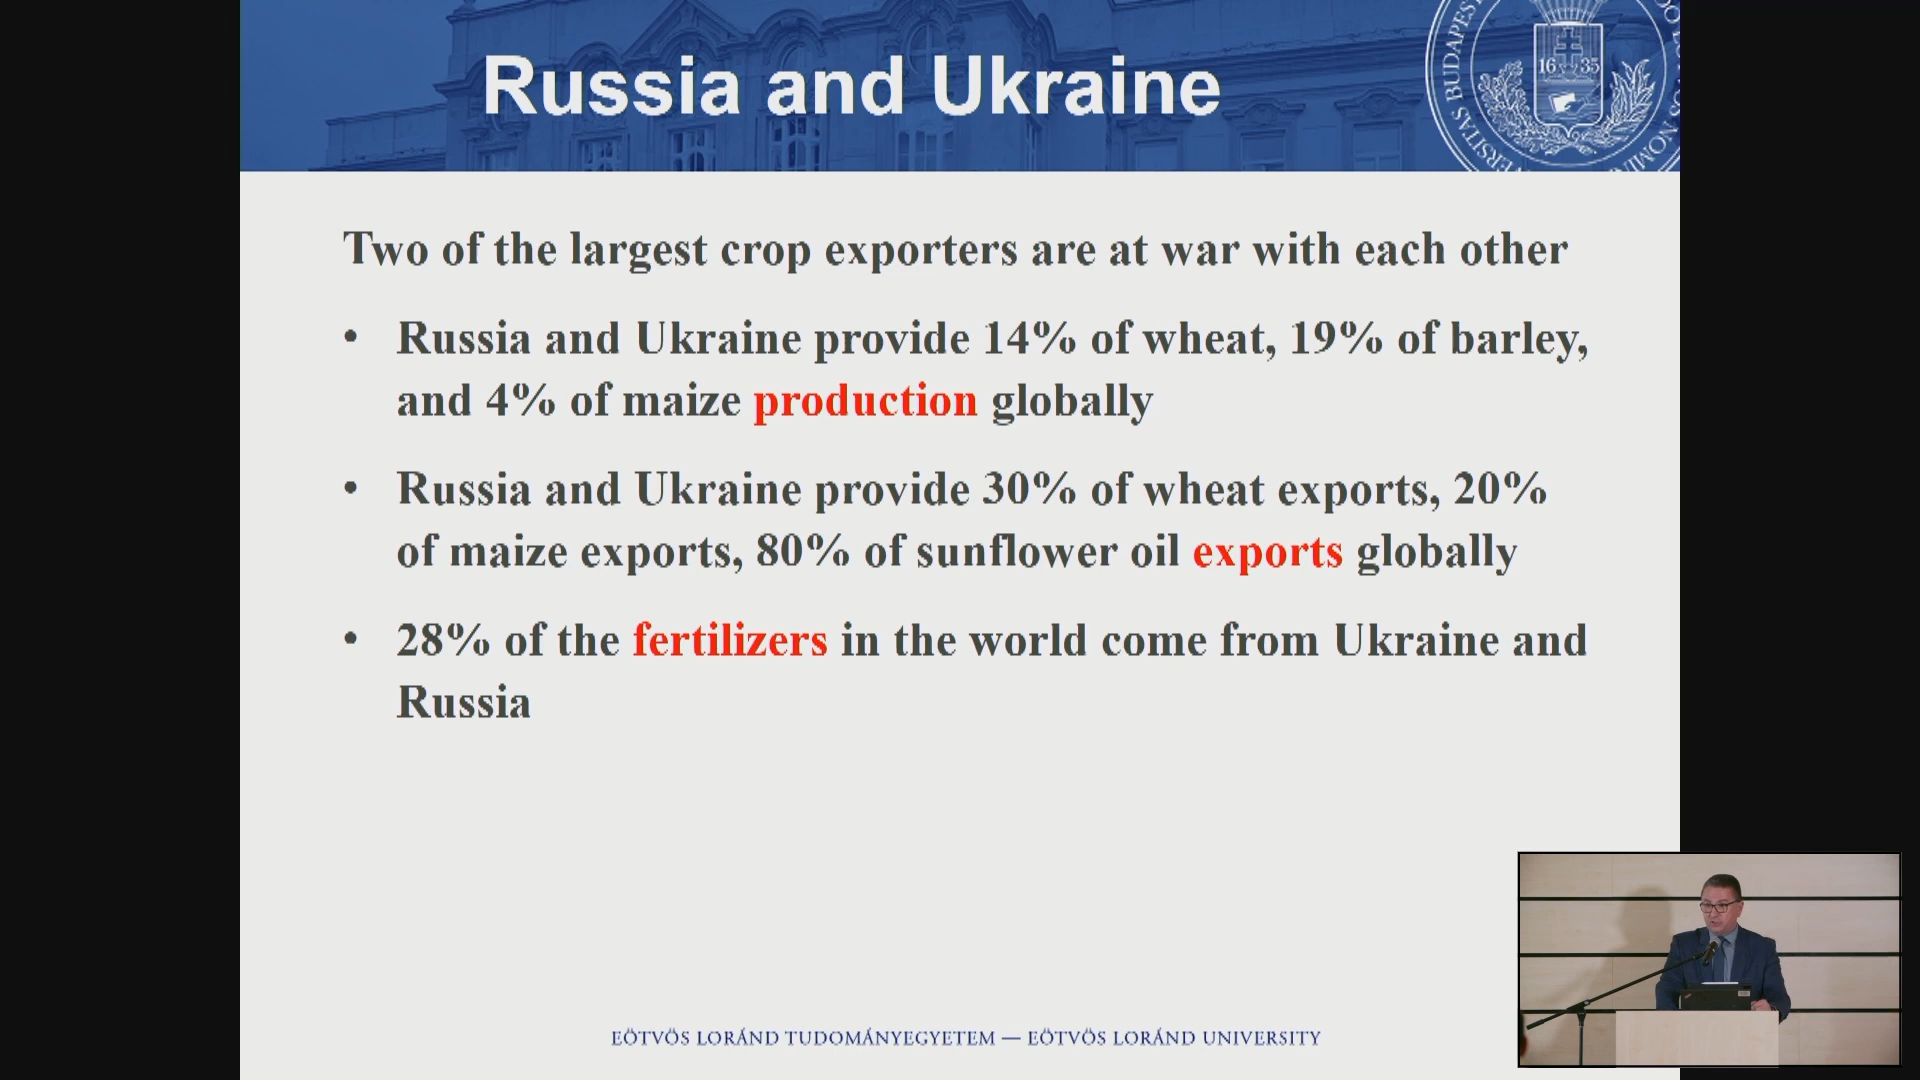 Russia and Ukraine
16 35
Two of the largest crop exporters are at war with each other
• Russia and Ukraine provide 14% of wheat, 19% of barley,
and 4% of maize production globally
• Russia and Ukraine provide 30% of wheat exports, 20%
of maize exports, 80% of sunflower oil exports globally
• 28% of the fertilizers in the world come from Ukraine and
Russia
EÖTVÖS LORÁND TUDOMÁNYEGYETEM — EÖTVÖS LORÁND UNIVERSITY